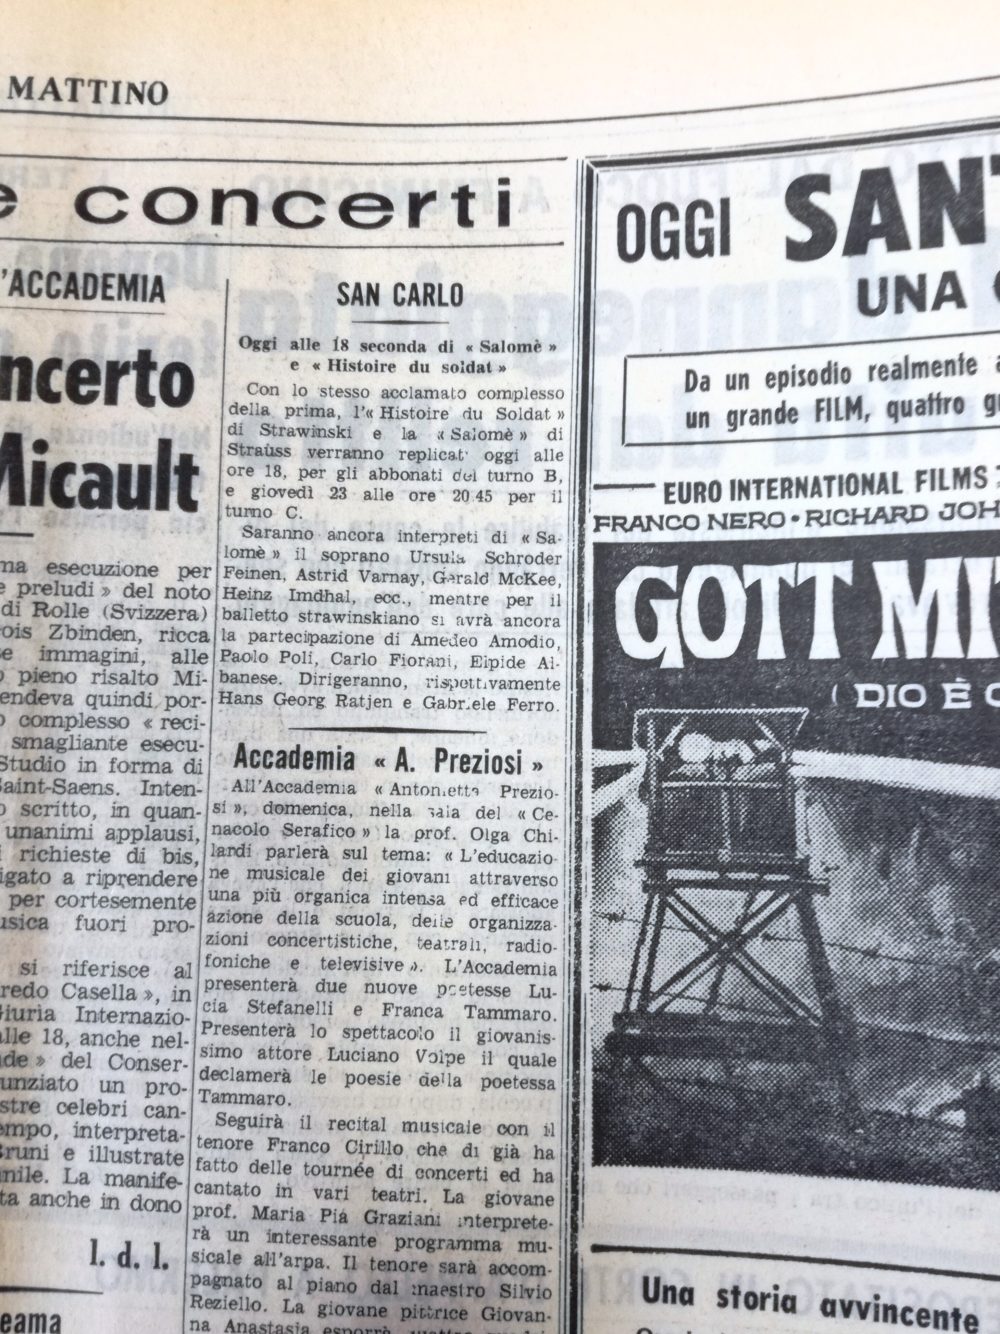 MATTINO
e concerti
'ACCADEMIA
ncerto
Micault
ma esecuzione per
e preludi » del noto
di Rolle (Svizzera)
ois Zbinden, ricca
se immagini, alle
o pieno risalto Mi-
endeva quindi por-
o complesso « reci-
smagliante esecu-
Studio in forma di
Saint-Saens. Inten-
o scritto, in quan-
unanimi applausi,
i richieste di bis,
igato a riprendere
per cortesemente
usica fuori pro-
si riferisce al
redo Casella », in
Giuria Internazio-
alle 18, anche nel-
nde » del Conser-
unziato un pro-
stre celebri can-
empo, interpreta-
Bruni e illustrate
nile. La manife-
ta anche in dono
l. d. l.
eama
SAN CARLO
Oggi alle 18 seconda di « Salomè »
e « Histoire du soldat »
Con lo stesso acclamato complesso
della prima, l'« Histoire du Soldat »
di Strawinski e la « Salomè » di
Strauss verranno replicat' oggi alle
ore 18, per gli abbonati del turno B,
e giovedì 23 alle ore 20.45 per il
turno C.
Saranno ancora interpreti di « Sa-
lomè » il soprano Ursula Schroder
Feinen, Astrid Varnay, Gerald McKee,
Heinz Imdhal, ecc., mentre per il
balletto strawinskiano si avrà ancora
la partecipazione di Amedeo Amodio,
Paolo Poli, Carlo Fiorani, Elpide Al-
banese. Dirigeranno, rispettivamente
Hans Georg Ratjen e Gabriele Ferro.
Accademia « A. Preziosi »
All'Accademia « Antonietta Prezio-
si », domenica, nella sala del « Ce-
nacolo Serafico » la prof. Olga Chi-
lardi parlerà sul tema: « L'educazio-
ne musicale dei giovani attraverso
una più organica intensa ed efficace
azione della scuola, delle organizza-
zioni concertistiche, teatrali, radio-
foniche e televisive ». L'Accademia
presenterà due nuove poetesse Lu-
cia Stefanelli e Franca Tammaro.
Presenterà lo spettacolo il giovanis-
simo attore Luciano Volpe il quale
declamerà le poesie della poetessa
Tammaro.
Seguirà il recital musicale con il
tenore Franco Cirillo che di già ha
fatto delle tournée di concerti ed ha
cantato in vari teatri. La giovane
prof. Maria Pia Graziani interprete-
rà un interessante programma mu-
sicale all'arpa. Il tenore sarà accom-
pagnato al piano dal maestro Silvio
Reziello. La giovane pittrice Giovan-
na Anastasia esporrà
OGGI SANT
UNA
Da un episodio realmente
un grande FILM, quattro
EURO INTERNATIONAL FILMS
FRANCO NERO • RICHARD JOH
GOTT MI
( DIO È
Una storia avvincente